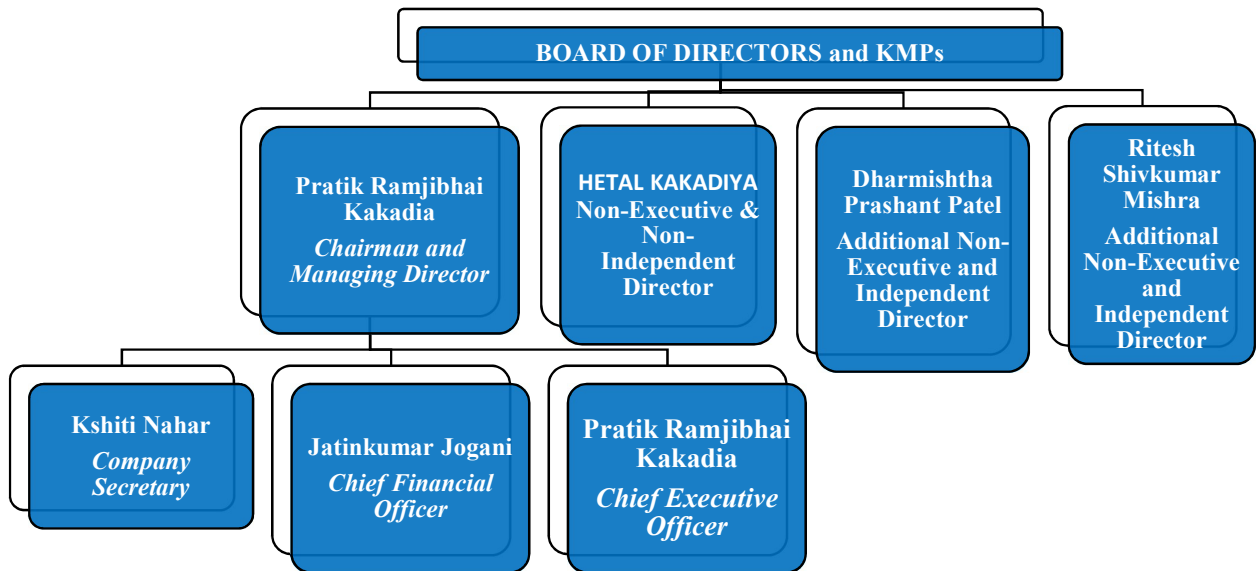 BOARD OF DIRECTORS and KMPs
Pratik Ramjibhai
Kakadia
Chairman and
Managing Director
HETAL KAKADIYA
Non-Executive &
Non-
Independent
Director
Dharmishtha
Prashant Patel
Additional Non-
Executive and
Independent
Director
Ritesh
Shivkumar
Mishra
Additional
Non-Executive
and
Independent
Director
Kshiti Nahar
Company
Secretary
Jatinkumar Jogani
Chief Financial
Officer
Pratik Ramjibhai
Kakadia
Chief Executive
Officer